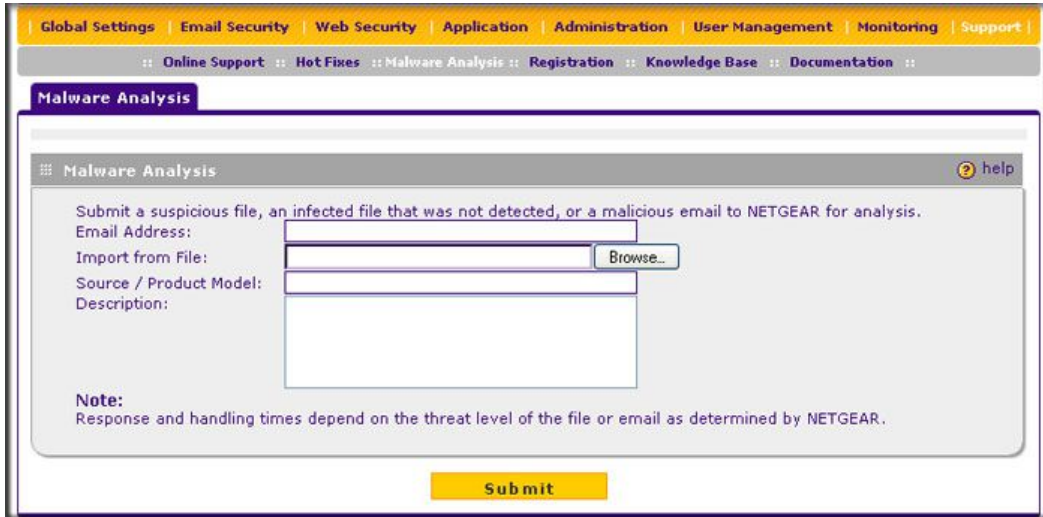 Global Settings | Email Security | Web Security | Application | Administration | User Management | Monitoring | Support |
:: Online Support :: Hot Fixes :: Malware Analysis :: Registration :: Knowledge Base :: Documentation ::
Malware Analysis
Malware Analysis
? help
Submit a suspicious file, an infected file that was not detected, or a malicious email to NETGEAR for analysis.
Email Address:
Import from File:
Browse...
Source / Product Model:
Description:
Note:
Response and handling times depend on the threat level of the file or email as determined by NETGEAR.
Submit